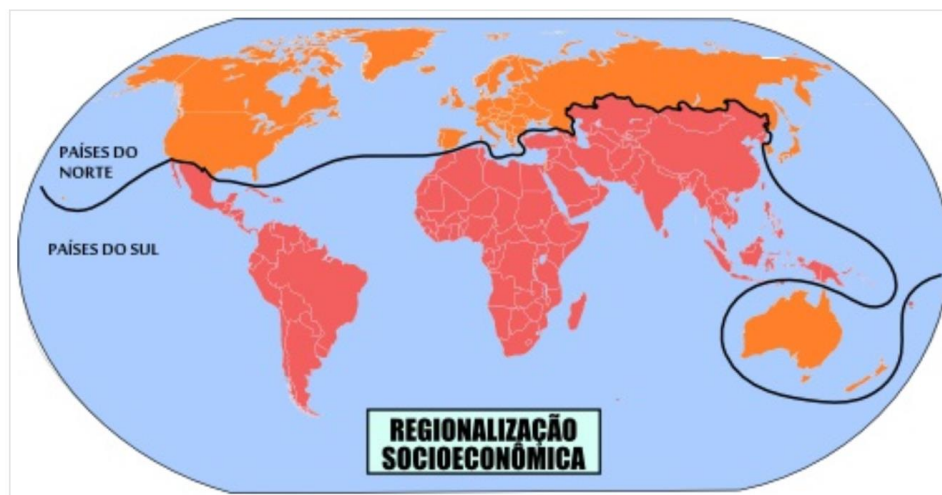 PAÍSES DO
NORTE
PAÍSES DO SUL
REGIONALIZAÇÃO
SOCIOECONÔMICA